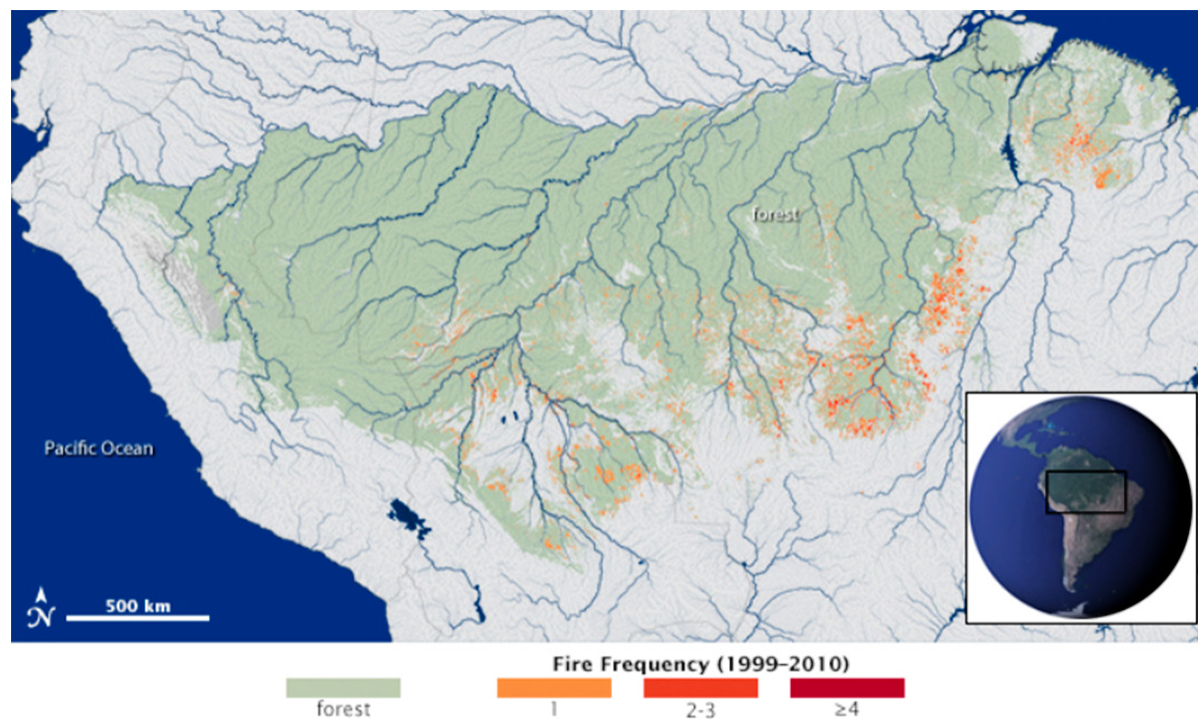 forest
Pacific Ocean
N
500 km
Fire Frequency (1999–2010)
forest
1
2-3
≥4